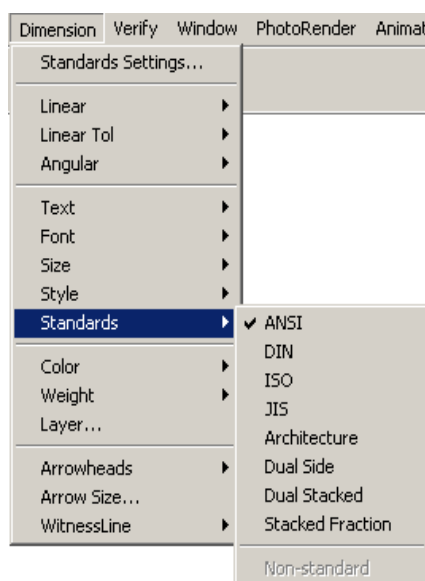 Dimension Verify Window PhotoRender Animat
Standards Settings...
Linear
Linear Tol
Angular
Text
Font
Size
Style
Standards
Color
Weight
Layer...
Arrowheads
Arrow Size...
WitnessLine
ANSI
DIN
ISO
JIS
Architecture
Dual Side
Dual Stacked
Stacked Fraction
Non-standard